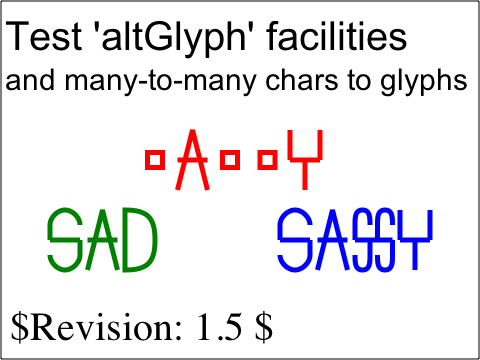 Test 'altGlyph' facilities
and many-to-many chars to glyphs
▫A▫▫Y
SAD SASSY
$Revision: 1.5 $